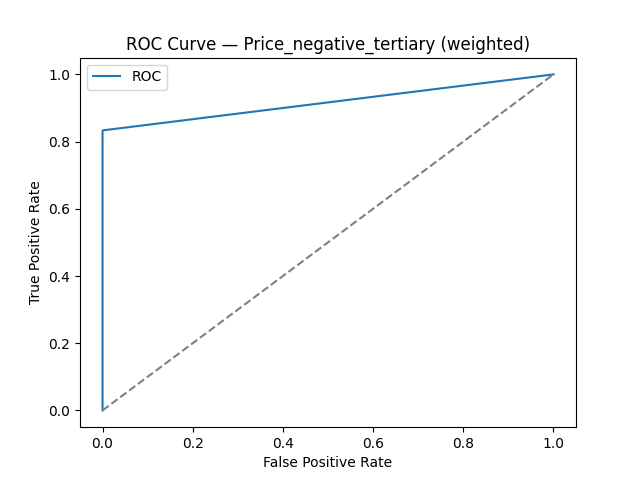 ROC Curve — Price_negative_tertiary (weighted)
ROC
True Positive Rate
1.0
0.8
0.6
0.4
0.2
0.0
0.0 0.2 0.4 0.6 0.8 1.0
False Positive Rate